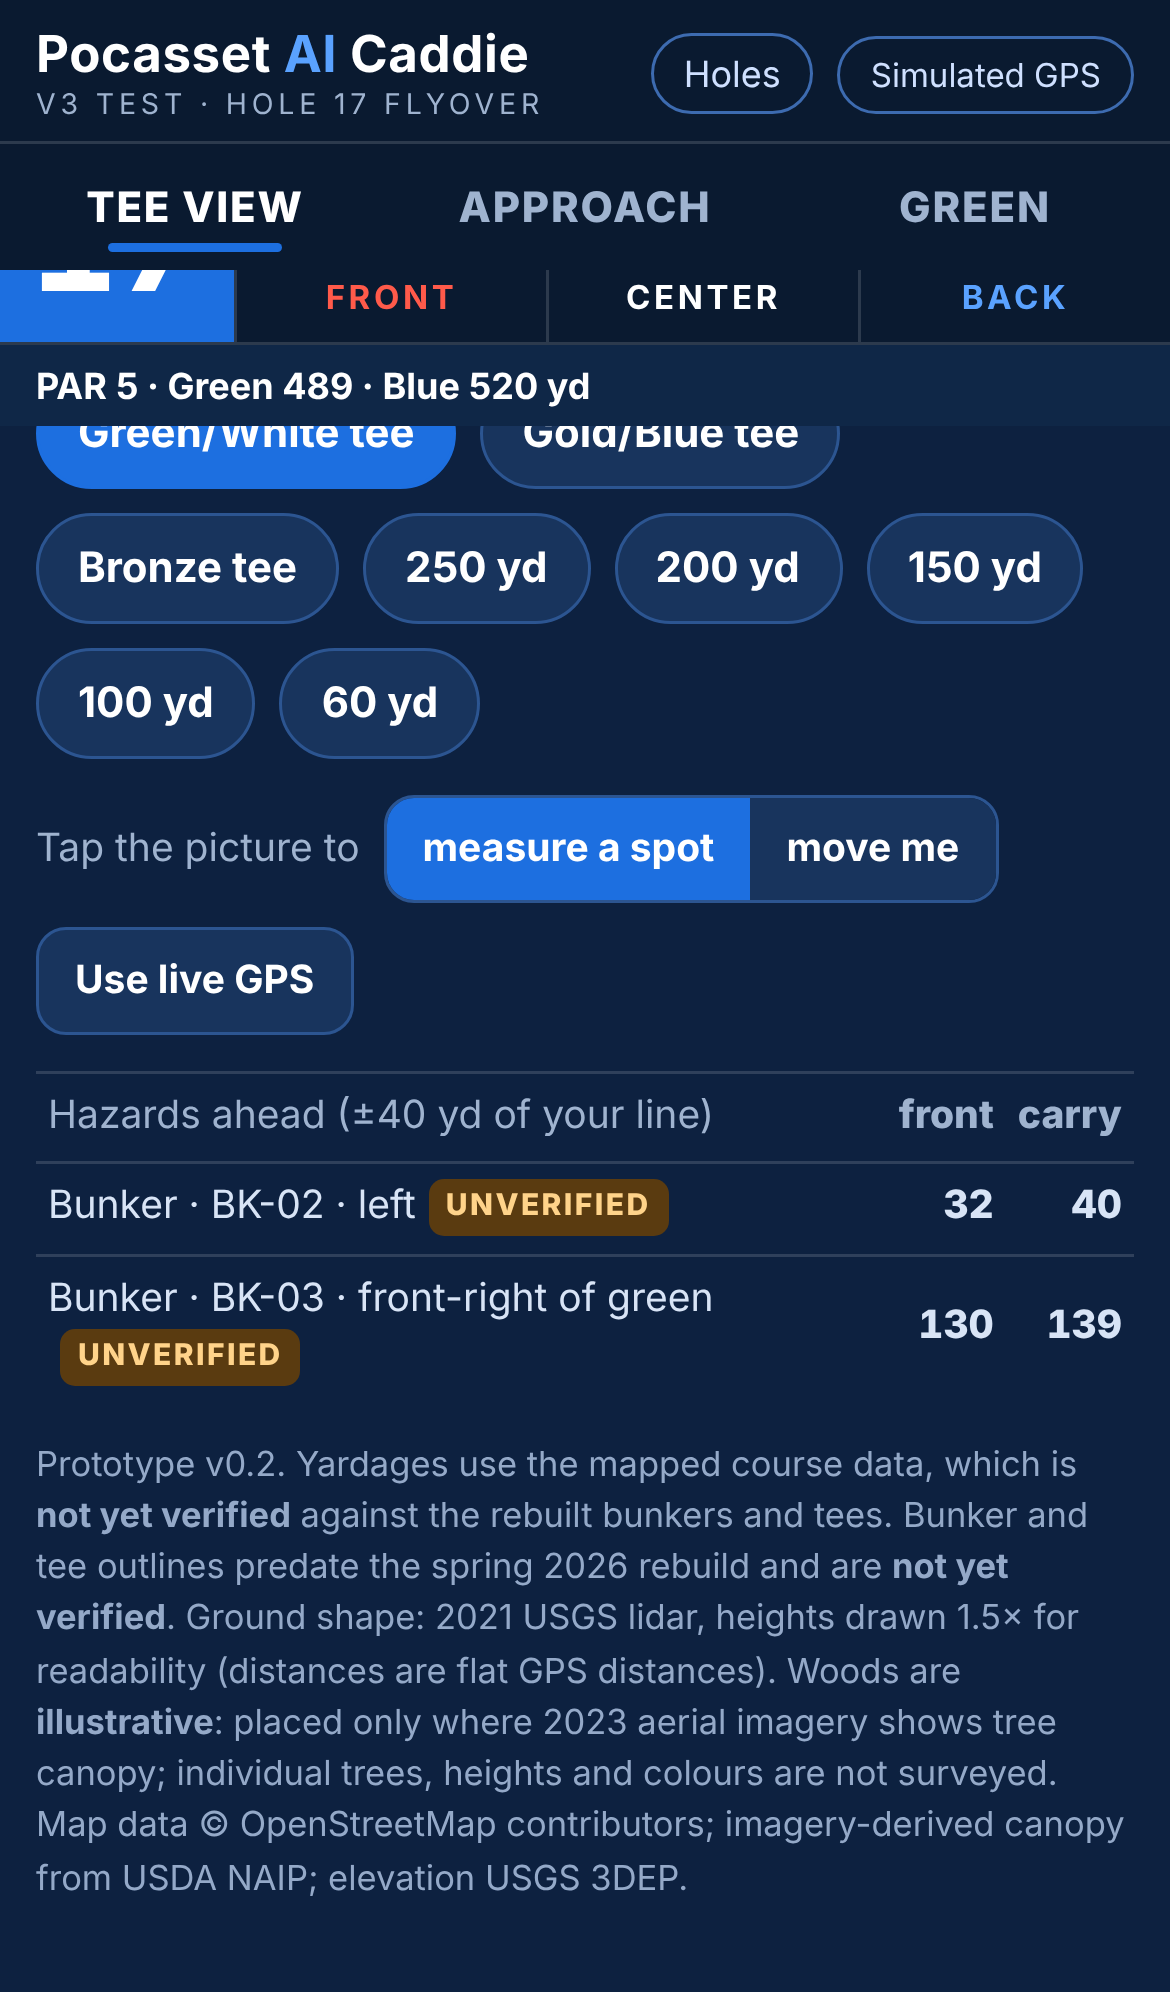 Pocasset AI Caddie
V3 TEST · HOLE 17 FLYOVER
Holes
Simulated GPS
TEE VIEW
APPROACH
GREEN
17
FRONT
CENTER
BACK
PAR 5 · Green 489 · Blue 520 yd
Green/White tee
Gold/Blue tee
Bronze tee
250 yd
200 yd
150 yd
100 yd
60 yd
Tap the picture to
measure a spot
move me
Use live GPS
Hazards ahead (±40 yd of your line) front carry
Bunker · BK-02 · left UNVERIFIED 32 40
Bunker · BK-03 · front-right of green
UNVERIFIED
130 139
Prototype v0.2. Yardages use the mapped course data, which is
not yet verified against the rebuilt bunkers and tees. Bunker and
tee outlines predate the spring 2026 rebuild and are not yet
verified. Ground shape: 2021 USGS lidar, heights drawn 1.5× for
readability (distances are flat GPS distances). Woods are
illustrative: placed only where 2023 aerial imagery shows tree
canopy; individual trees, heights and colours are not surveyed.
Map data © OpenStreetMap contributors; imagery-derived canopy
from USDA NAIP; elevation USGS 3DEP.